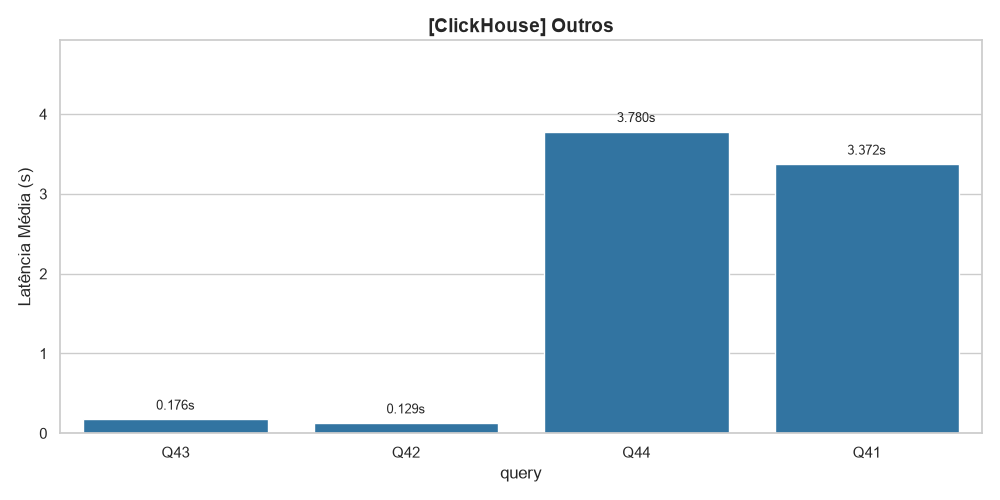 [ClickHouse] Outros
Latência Média (s)
4
3
2
1
0
0.176s
0.129s
3.780s
3.372s
Q43
Q42
Q44
Q41
query